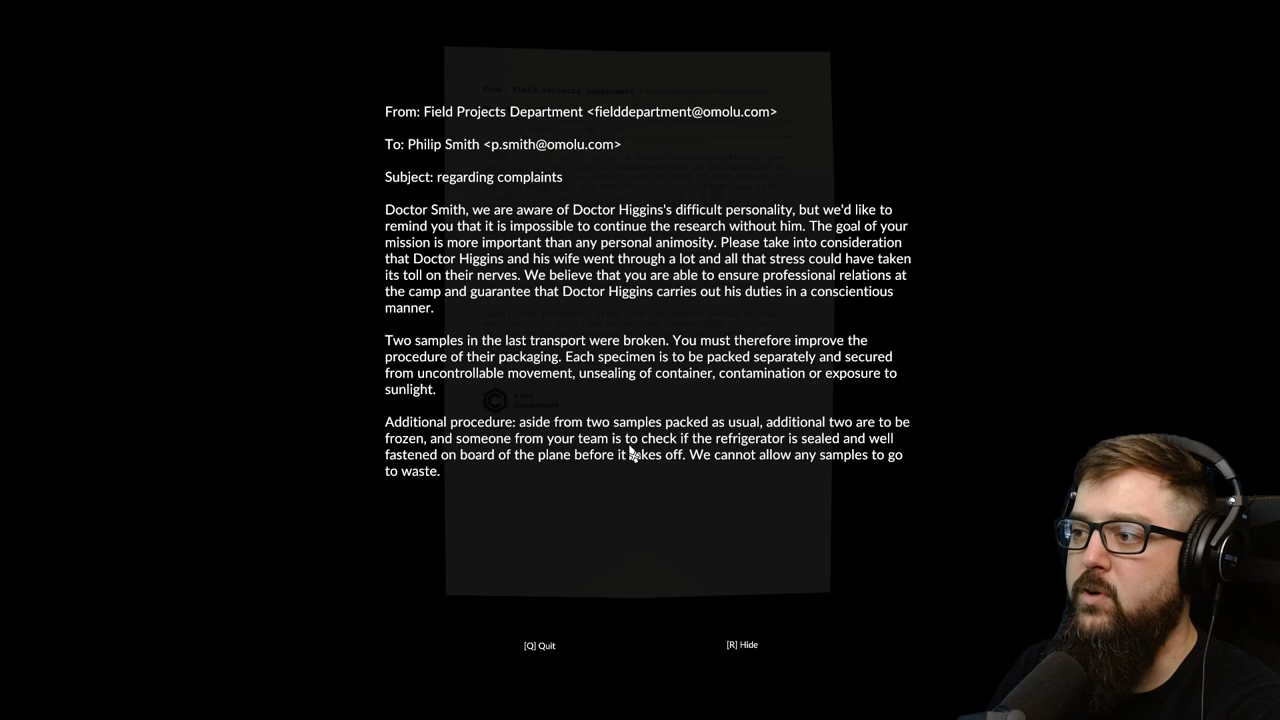 From: Field Projects Department <fielddepartment@omolu.com>
To: Philip Smith <p.smith@omolu.com>
Subject: regarding complaints
Doctor Smith, we are aware of Doctor Higgins's difficult personality, but we'd like to
remind you that it is impossible to continue the research without him. The goal of your
mission is more important than any personal animosity. Please take into consideration
that Doctor Higgins and his wife went through a lot and all that stress could have taken
its toll on their nerves. We believe that you are able to ensure professional relations at
the camp and guarantee that Doctor Higgins carries out his duties in a conscientious
manner.
Two samples in the last transport were broken. You must therefore improve the
procedure of their packaging. Each specimen is to be packed separately and secured
from uncontrollable movement, unsealing of container, contamination or exposure to
sunlight.
Additional procedure: aside from two samples packed as usual, additional two are to be
frozen, and someone from your team is to check if the refrigerator is sealed and well
fastened on board of the plane before it takes off. We cannot allow any samples to go
to waste.
Field
Department
[Q] Quit
[R] Hide